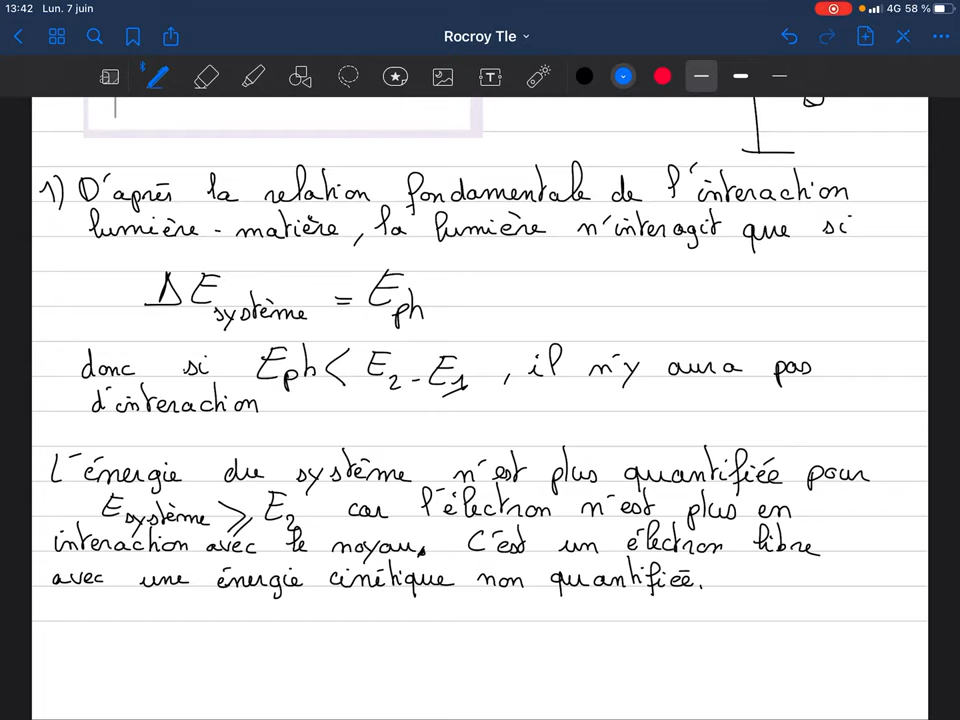 13:42 Lun. 7 juin
4G 58 %
Rocroy Tle
1) D'après la relation fondamentale de l'interaction
lumière-matière, la lumière n'interagit que si
ΔE système = E ph
donc si Eph < E2 - E1, il n'y aura pas
d'interaction
L'énergie du système n'est plus quantifiée pour
E système ⩾ E2 car l'électron n'est plus en
interaction avec le noyau. C'est un électron libre
avec une énergie cinétique non quantifiée.